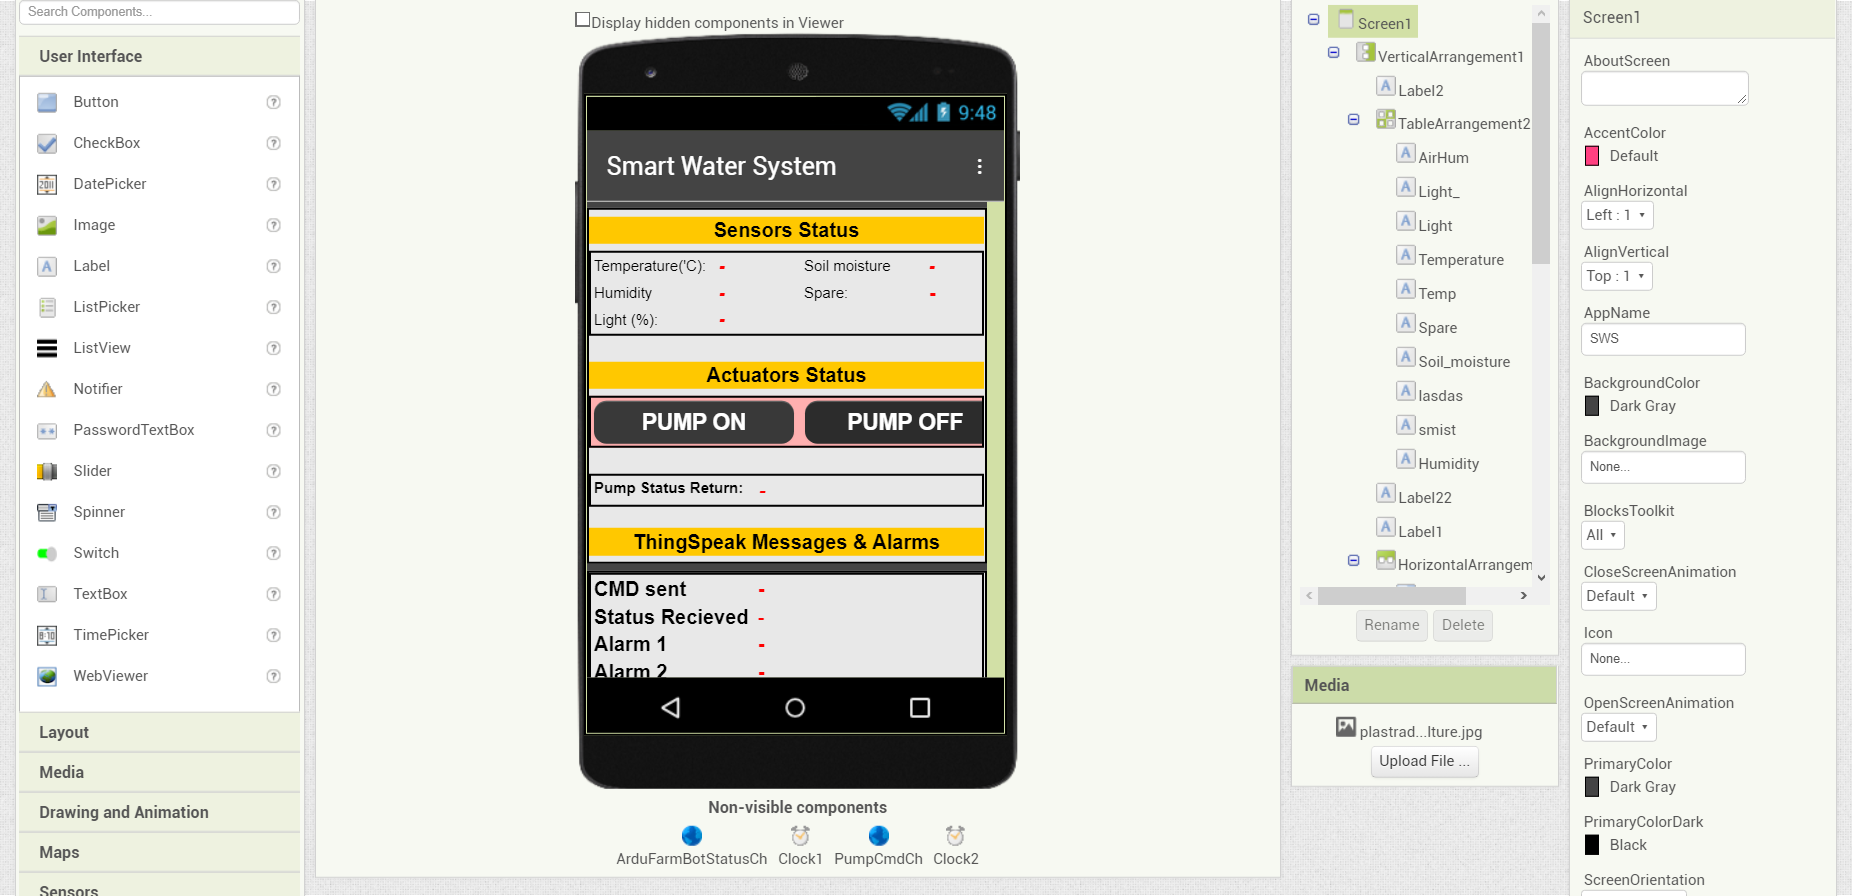 Search Components...
User Interface
Button
CheckBox
DatePicker
Image
Label
ListPicker
ListView
Notifier
PasswordTextBox
Slider
Spinner
Switch
TextBox
TimePicker
WebViewer
Layout
Media
Drawing and Animation
Maps
Sensors
Display hidden components in Viewer
9:48
Smart Water System
Sensors Status
Temperature('C): - Soil moisture -
Humidity - Spare: -
Light (%): -
Actuators Status
PUMP ON PUMP OFF
Pump Status Return: -
ThingSpeak Messages & Alarms
CMD sent -
Status Recieved -
Alarm 1 -
Alarm 2 -
Non-visible components
ArduFarmBotStatusCh Clock1 PumpCmdCh Clock2
Screen1
VerticalArrangement1
Label2
TableArrangement2
AirHum
Light_
Light
Temperature
Temp
Spare
Soil_moisture
lasdas
smist
Humidity
Label22
Label1
HorizontalArrangem
Rename Delete
Media
plastrad...lture.jpg
Upload File ...
Screen1
AboutScreen
AccentColor
Default
AlignHorizontal
Left : 1
AlignVertical
Top : 1
AppName
SWS
BackgroundColor
Dark Gray
BackgroundImage
None...
BlocksToolkit
All
CloseScreenAnimation
Default
Icon
None...
OpenScreenAnimation
Default
PrimaryColor
Dark Gray
PrimaryColorDark
Black
ScreenOrientation